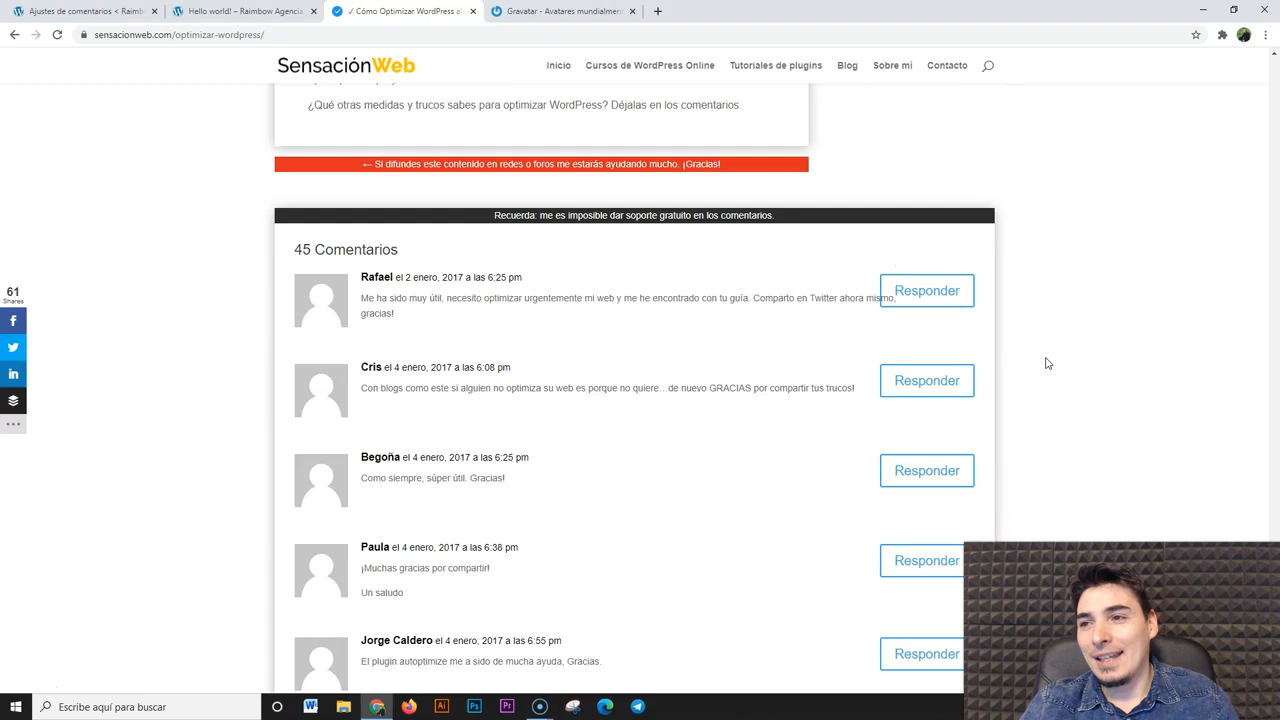 Ajustes de comentarios < Raimb
Hello world! – Raimbow Agencia
✓ Cómo Optimizar WordPress al
Gravatar - Avatares mundialmen
sensacionweb.com/optimizar-wordpress/
SensaciónWeb
Inicio
Cursos de WordPress Online
Tutoriales de plugins
Blog
Sobre mi
Contacto
¿Qué otras medidas y trucos sabes para optimizar WordPress? Déjalas en los comentarios.
← Si difundes este contenido en redes o foros me estarás ayudando mucho. ¡Gracias!
Recuerda: me es imposible dar soporte gratuito en los comentarios.
45 Comentarios
61
Shares
Rafael el 2 enero, 2017 a las 6:25 pm
Me ha sido muy útil, necesito optimizar urgentemente mi web y me he encontrado con tu guía. Comparto en Twitter ahora mismo,
gracias!
Responder
Cris el 4 enero, 2017 a las 6:08 pm
Con blogs como este si alguien no optimiza su web es porque no quiere…de nuevo GRACIAS por compartir tus trucos!
Responder
Begoña el 4 enero, 2017 a las 6:25 pm
Como siempre, súper útil. Gracias!
Responder
Paula el 4 enero, 2017 a las 6:38 pm
¡Muchas gracias por compartir!
Un saludo
Responder
Jorge Caldero el 4 enero, 2017 a las 6:55 pm
El plugin autoptimize me a sido de mucha ayuda, Gracias.
Responder
Escribe aquí para buscar